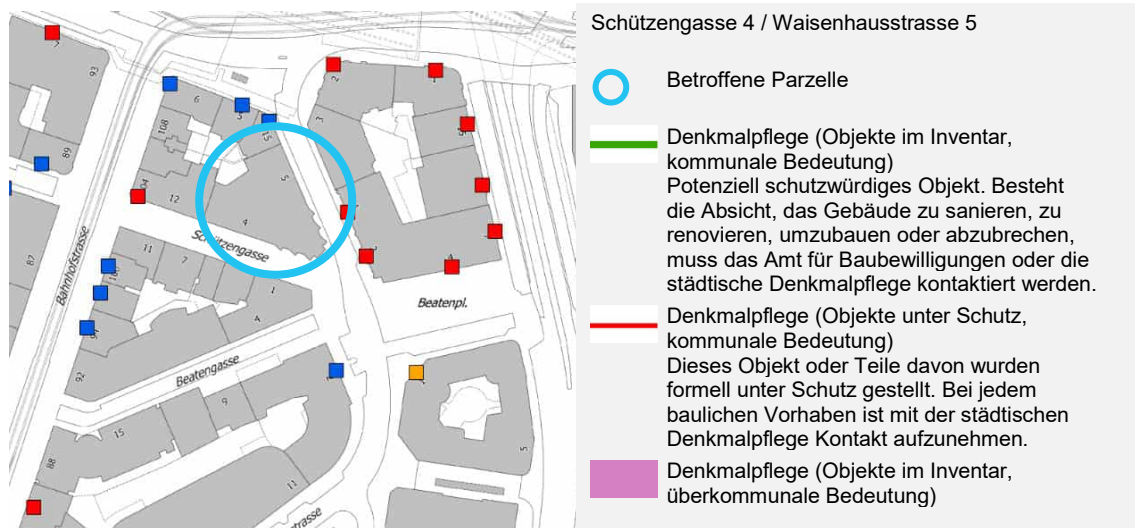 93
2
1
108
6
3
15
3
89
5
104
12
4
Schützengasse
87
Bahnhofstrasse
11
7
1
4
Beatenpl.
92
Beatengasse
9
15
88
11
5
strasse
Schützengasse 4 / Waisenhausstrasse 5
Betroffene Parzelle
Denkmalpflege (Objekte im Inventar,
kommunale Bedeutung)
Potenziell schutzwürdiges Objekt. Besteht
die Absicht, das Gebäude zu sanieren, zu
renovieren, umzubauen oder abzubrechen,
muss das Amt für Baubewilligungen oder die
städtische Denkmalpflege kontaktiert werden.
Denkmalpflege (Objekte unter Schutz,
kommunale Bedeutung)
Dieses Objekt oder Teile davon wurden
formell unter Schutz gestellt. Bei jedem
baulichen Vorhaben ist mit der städtischen
Denkmalpflege Kontakt aufzunehmen.
Denkmalpflege (Objekte im Inventar,
überkommunale Bedeutung)